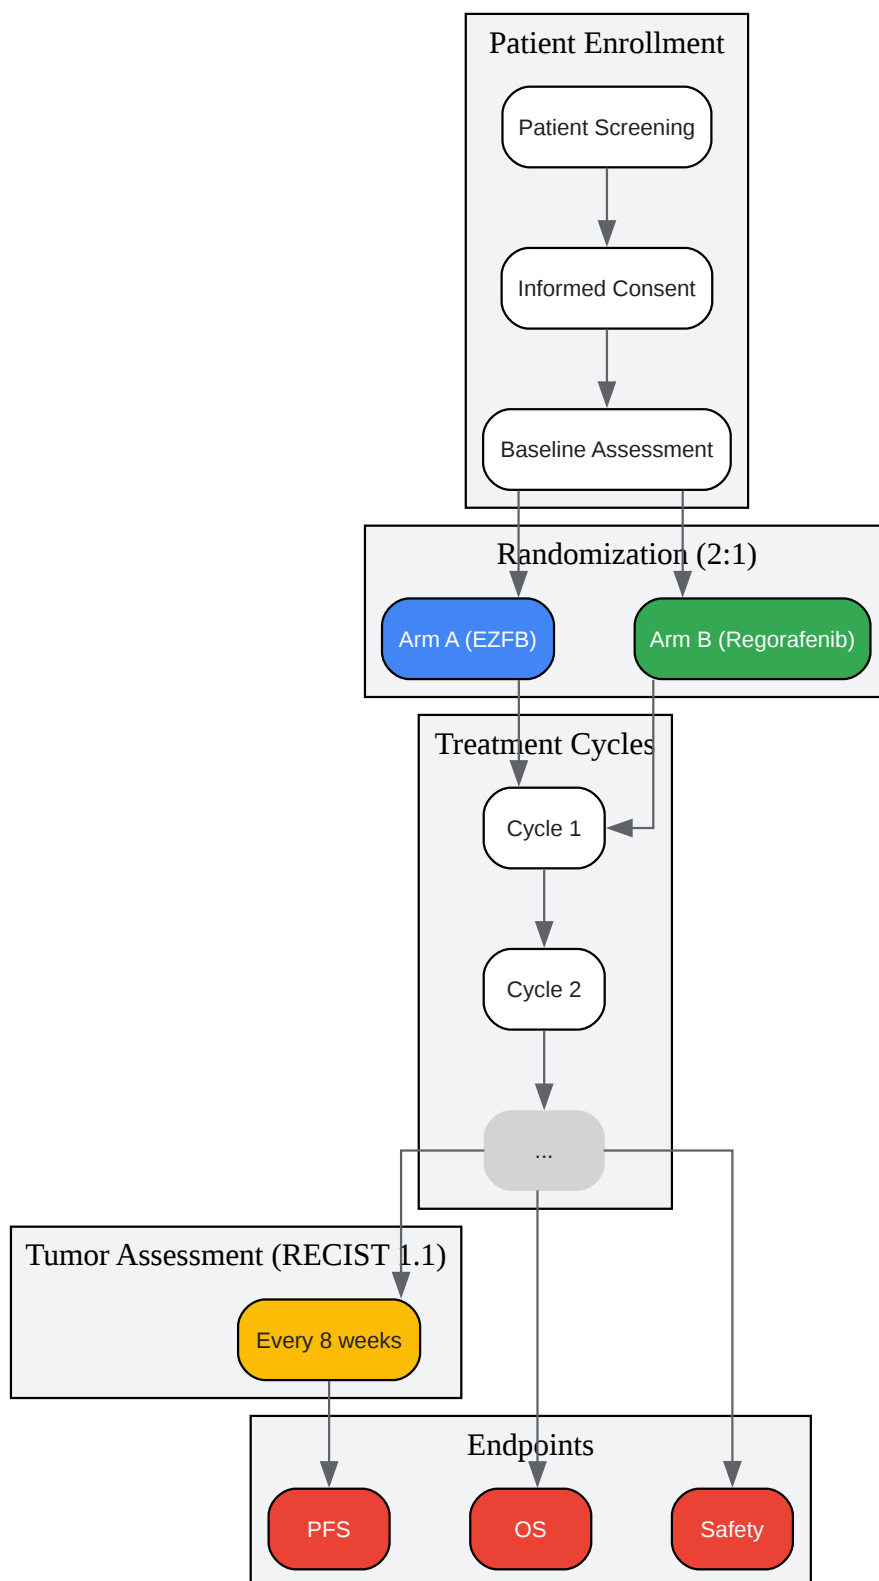 Patient Enrollment
Patient Screening
Informed Consent
Baseline Assessment
Randomization (2:1)
Arm A (EZFB)
Arm B (Regorafenib)
Treatment Cycles
Cycle 1
Cycle 2
...
Tumor Assessment (RECIST 1.1)
Every 8 weeks
Endpoints
PFS
OS
Safety